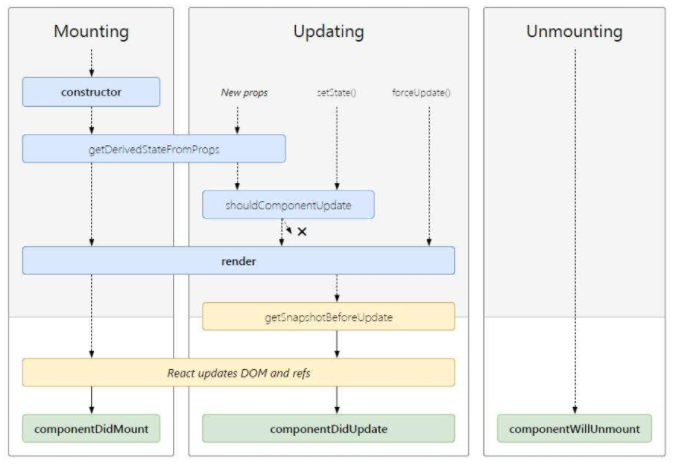 Mounting
Updating
Unmounting
constructor
New props
setState()
forceUpdate()
getDerivedStateFromProps
shouldComponentUpdate
render
getSnapshotBeforeUpdate
React updates DOM and refs
componentDidMount
componentDidUpdate
componentWillUnmount